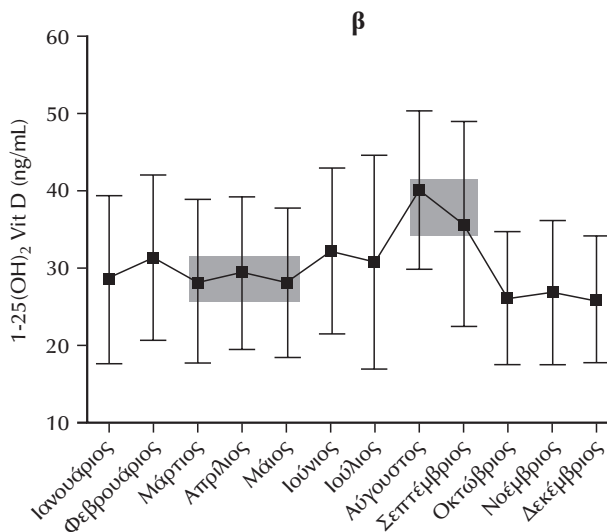 β
60
50
40
30
20
10
1-25(OH)₂ Vit D (ng/mL)
Ιανουάριος
Φεβρουάριος
Μάρτιος
Απρίλιος
Μάιος
Ιούνιος
Ιούλιος
Αύγουστος
Σεπτέμβριος
Οκτώβριος
Νοέμβριος
Δεκέμβριος